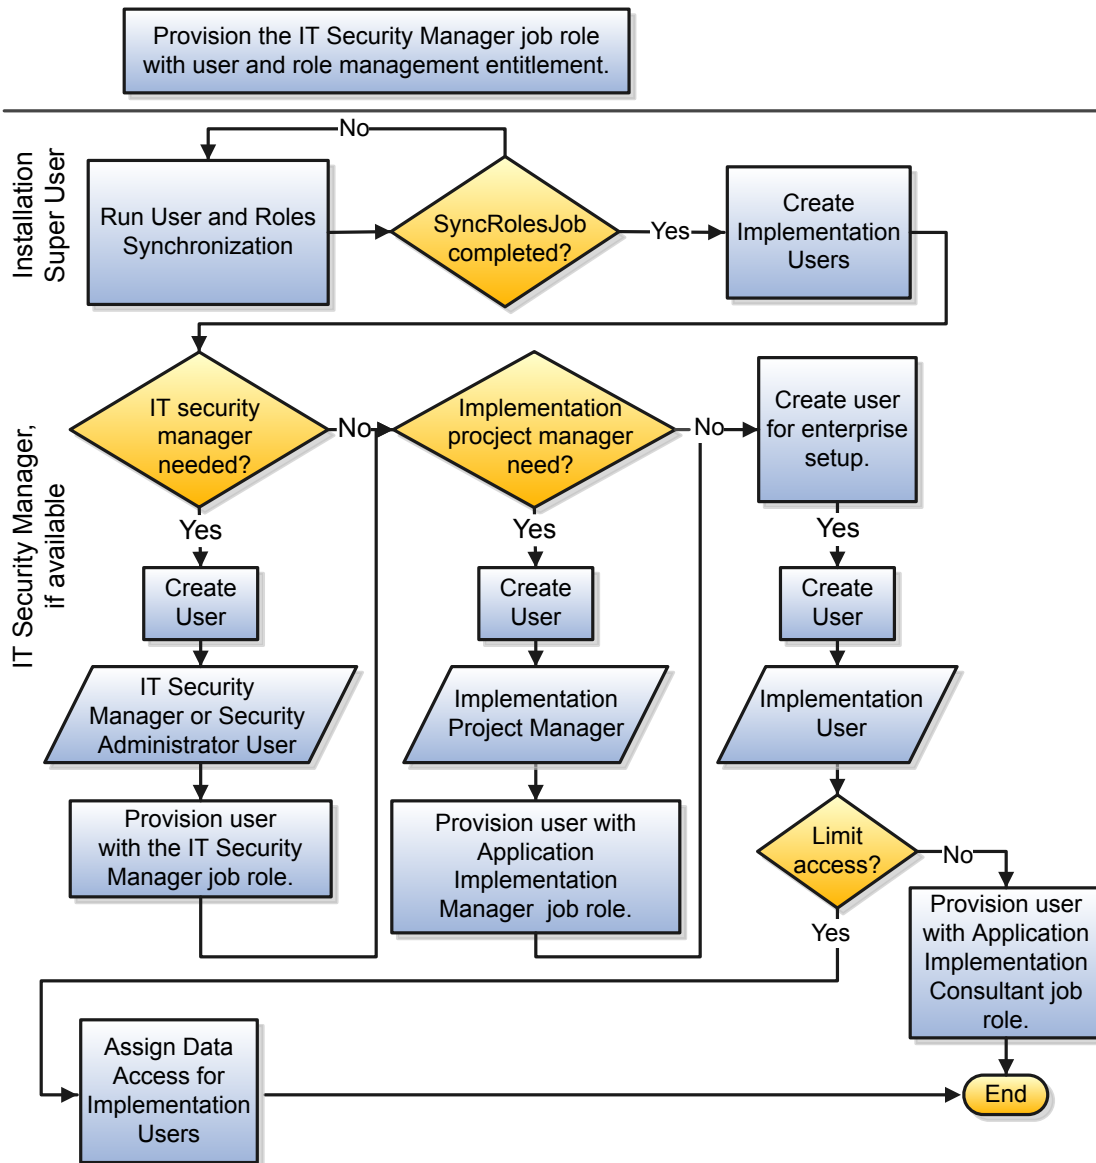 Provision the IT Security Manager job role
with user and role management entitlement.
Installation
Super User
No
Run User and Roles
Synchronization
SyncRolesJob
completed?
Yes
Create
Implementation
Users
IT Security Manager,
if available
IT security
manager
needed?
No
Implementation
procject manager
need?
No
Create user
for enterprise
setup.
Yes
Yes
Yes
Create
User
Create
User
Create
User
IT Security
Manager or Security
Administrator User
Implementation
Project Manager
Implementation
User
Provision user
with the IT Security
Manager job role.
Provision user with
Application
Implementation
Manager job role.
Limit
access?
No
Yes
Provision user
with Application
Implementation
Consultant job
role.
Assign Data
Access for
Implementation
Users
End